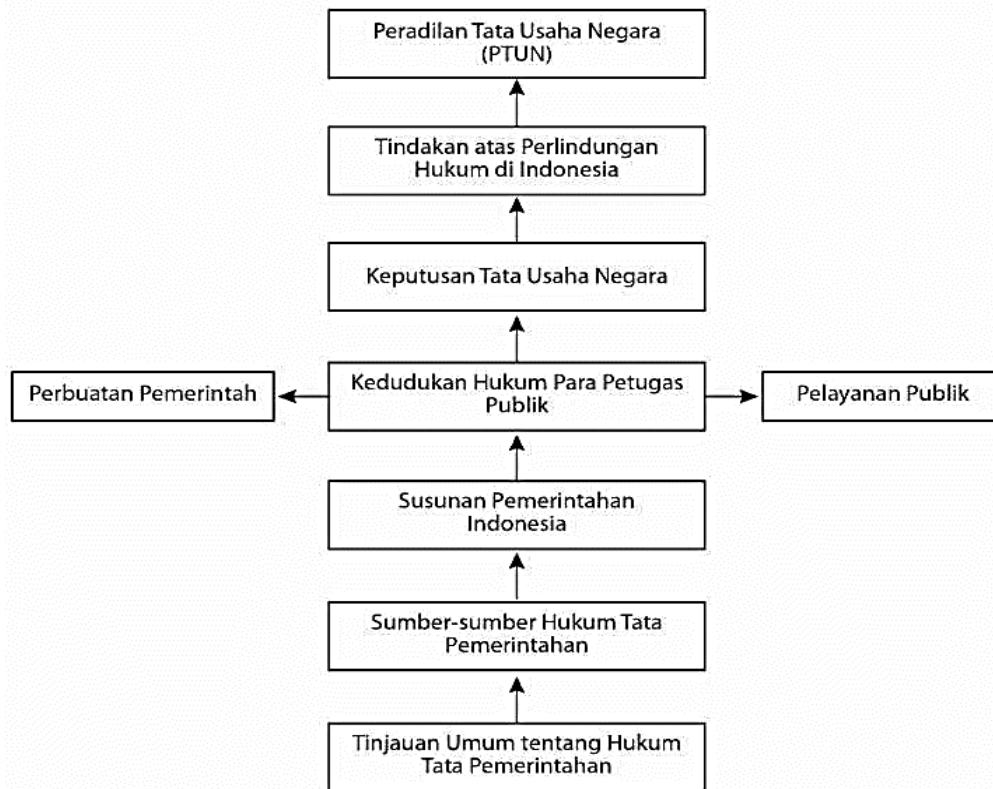 Peradilan Tata Usaha Negara
(PTUN)
Tindakan atas Perlindungan
Hukum di Indonesia
Keputusan Tata Usaha Negara
Perbuatan Pemerintah
Kedudukan Hukum Para Petugas
Publik
Pelayanan Publik
Susunan Pemerintahan
Indonesia
Sumber-sumber Hukum Tata
Pemerintahan
Tinjauan Umum tentang Hukum
Tata Pemerintahan